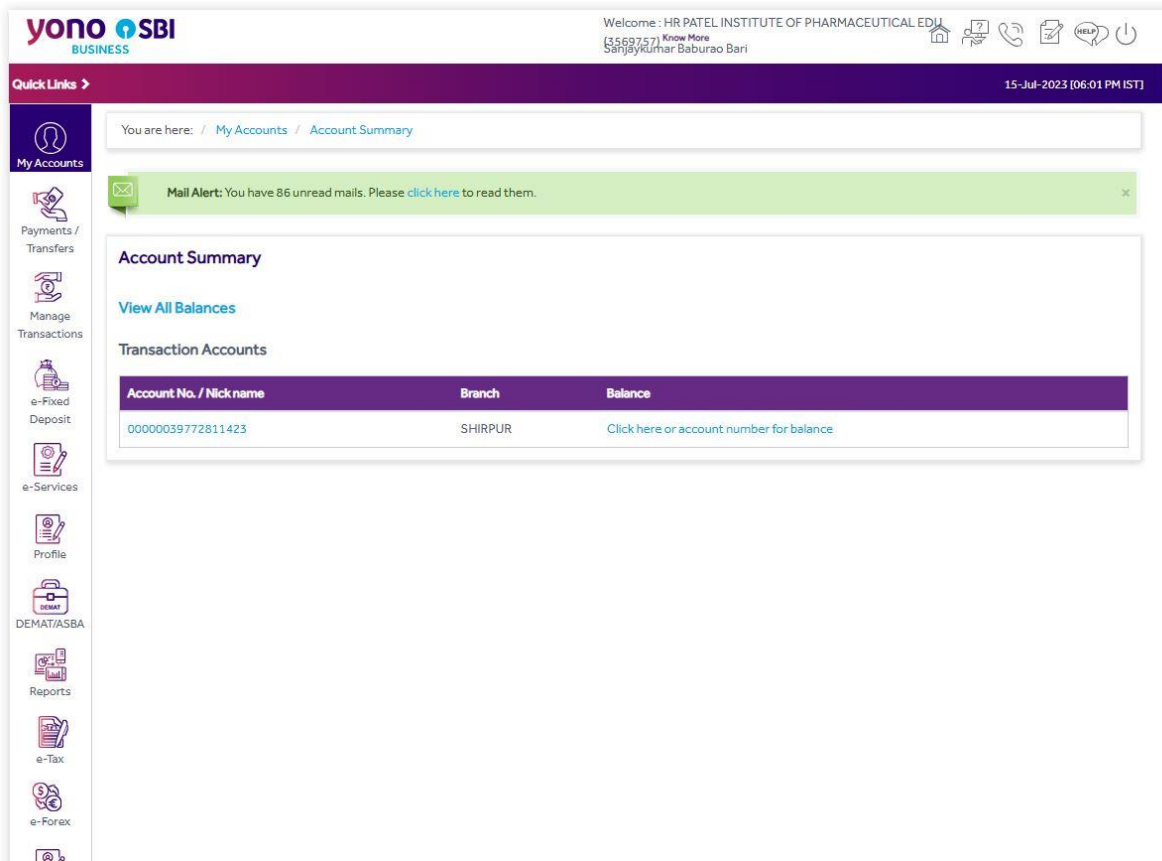 yono SBI
BUSINESS
Welcome : HR PATEL INSTITUTE OF PHARMACEUTICAL EDU
(3569757) Know More
Sanjaykumar Baburao Bari
?
HELP
Quick Links >
15-Jul-2023 [06:01 PM IST]
My Accounts
You are here: / My Accounts / Account Summary
Mail Alert: You have 86 unread mails. Please click here to read them.
×
Payments /
Transfers
Account Summary
View All Balances
Manage
Transactions
Transaction Accounts
Account No. / Nick name Branch Balance
00000039772811423 SHIRPUR Click here or account number for balance
e-Fixed
Deposit
e-Services
Profile
DEMAT
DEMAT/ASBA
Reports
TAX
e-Tax
e-Forex